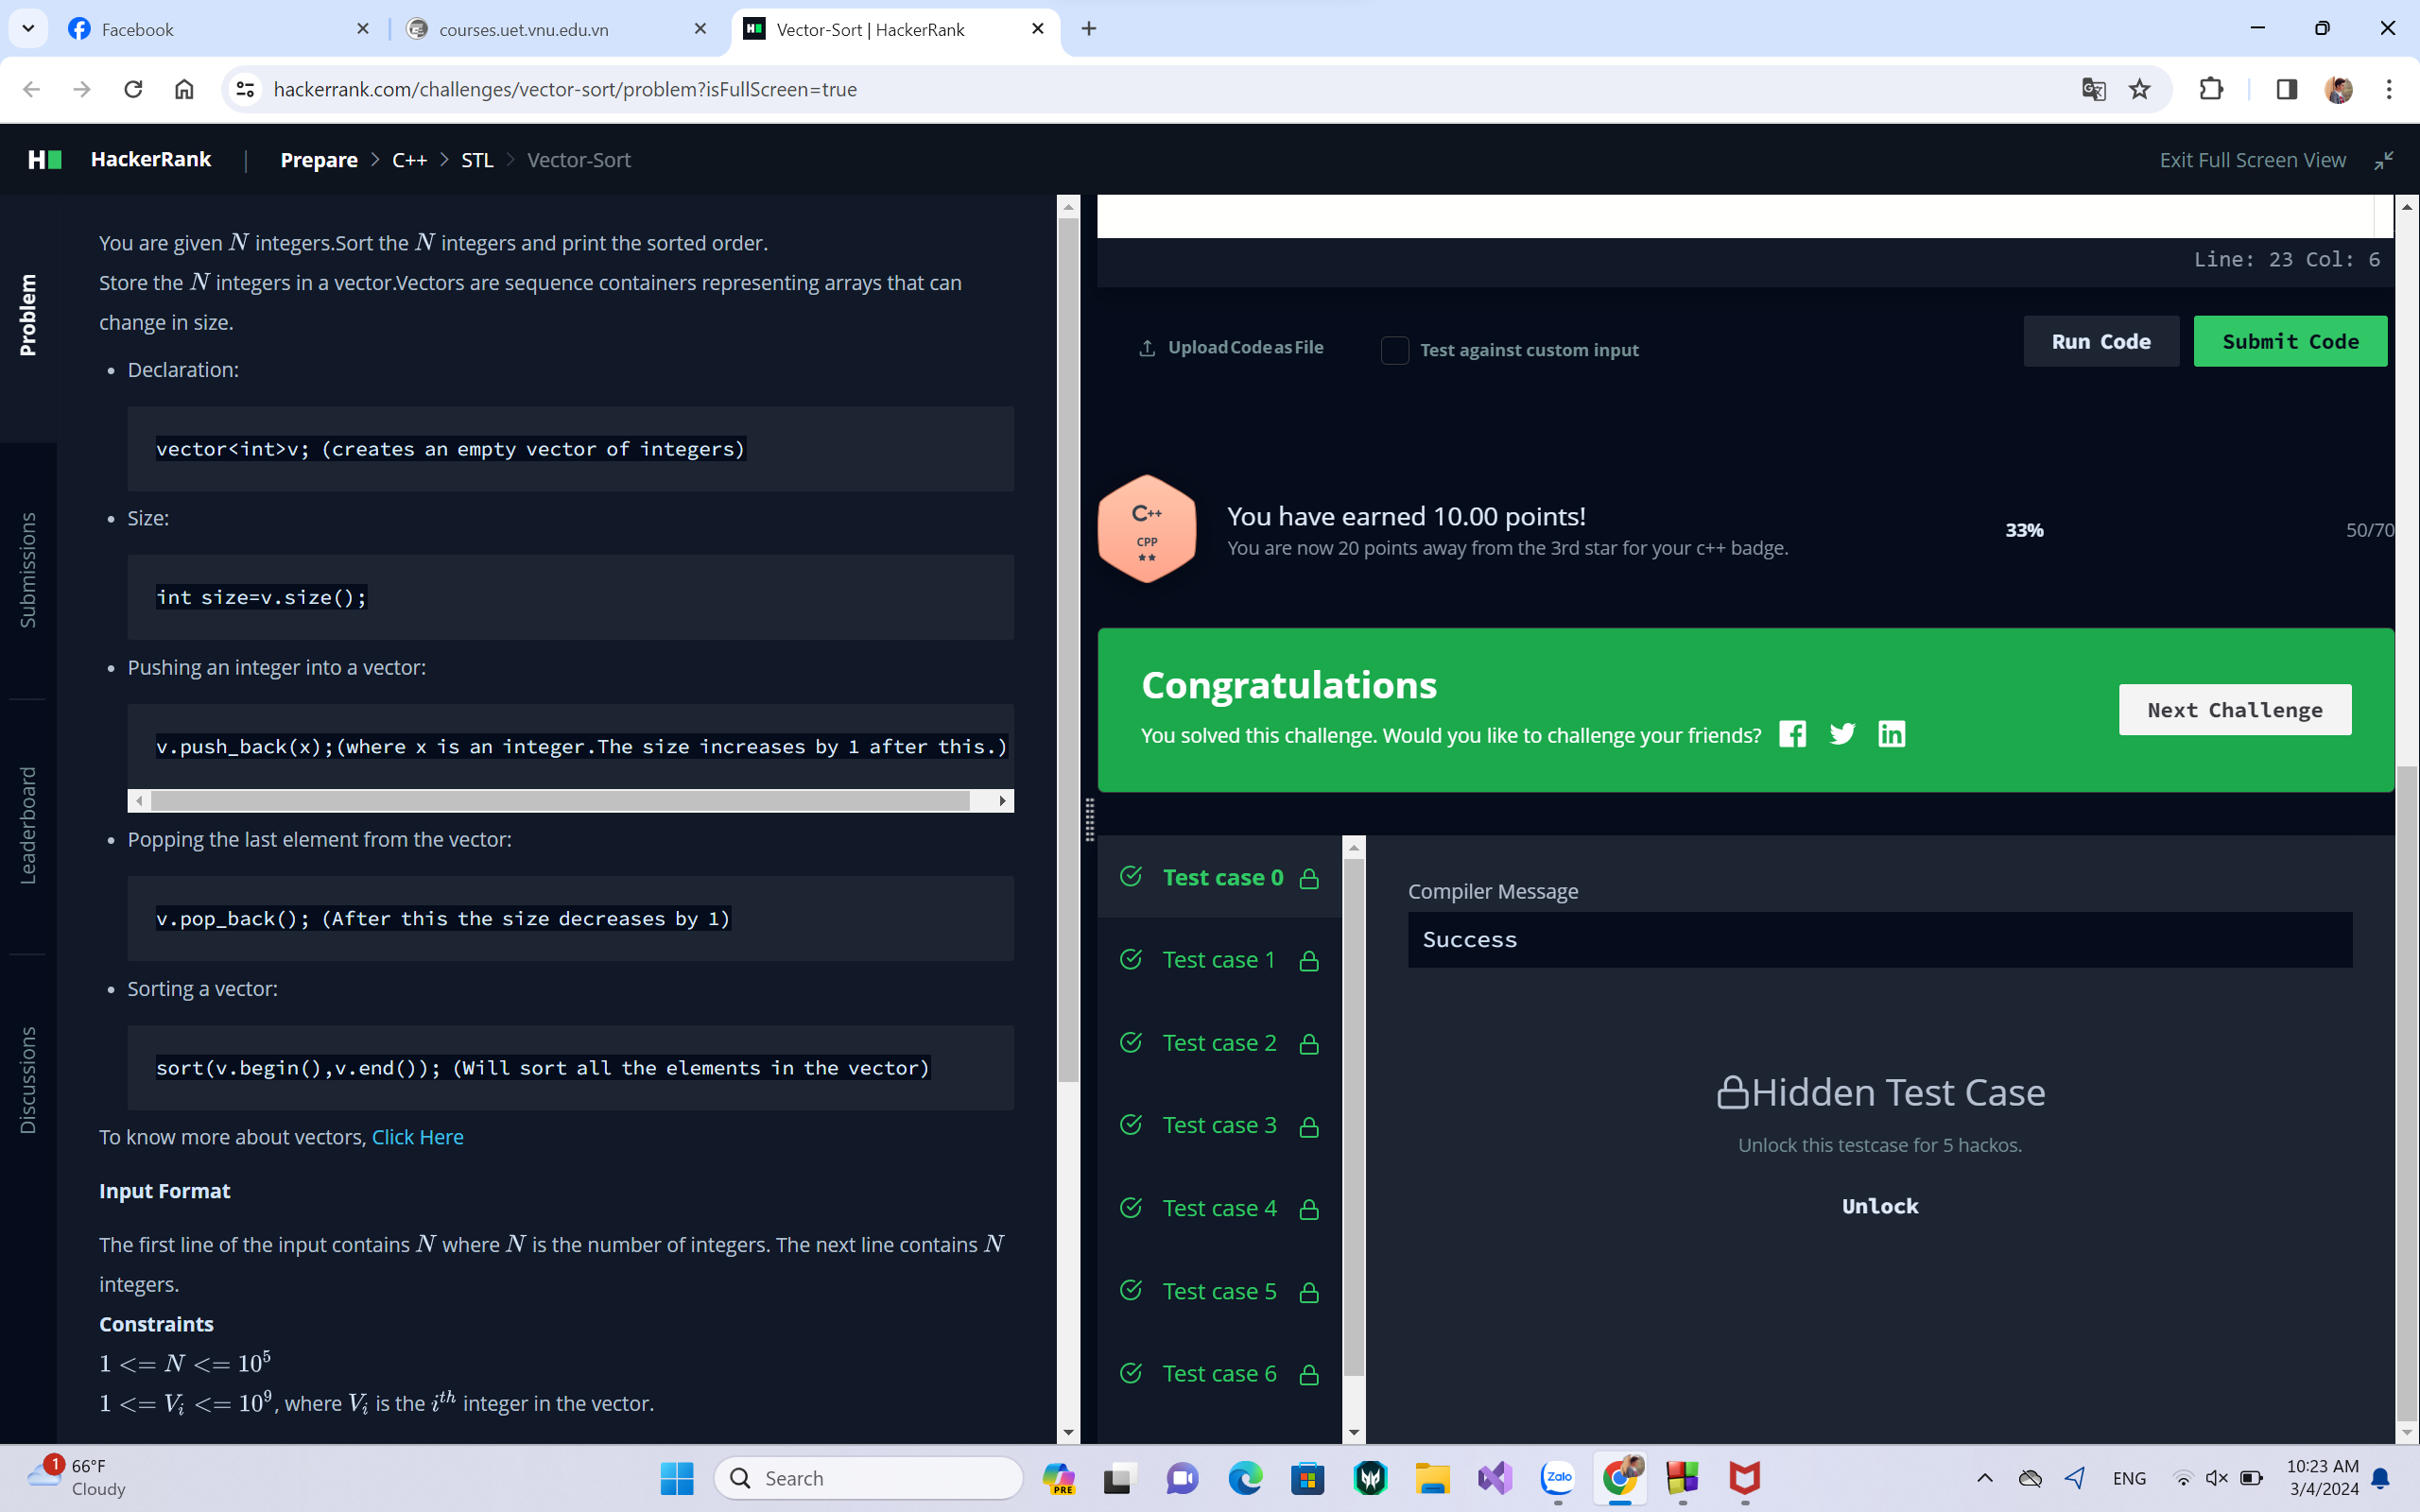 Facebook
courses.uet.vnu.edu.vn
Vector-Sort | HackerRank
hackerrank.com/challenges/vector-sort/problem?isFullScreen=true
HackerRank | Prepare > C++ > STL > Vector-Sort
Exit Full Screen View
Problem
Submissions
Leaderboard
Discussions
You are given N integers.Sort the N integers and print the sorted order.
Store the N integers in a vector.Vectors are sequence containers representing arrays that can
change in size.
• Declaration:
vector<int>v; (creates an empty vector of integers)
• Size:
int size=v.size();
• Pushing an integer into a vector:
v.push_back(x);(where x is an integer.The size increases by 1 after this.)
• Popping the last element from the vector:
v.pop_back(); (After this the size decreases by 1)
• Sorting a vector:
sort(v.begin(),v.end()); (Will sort all the elements in the vector)
To know more about vectors, Click Here
Input Format
The first line of the input contains N where N is the number of integers. The next line contains N
integers.
Constraints
1 <= N <= 10^5
1 <= V_i <= 10^9, where V_i is the i^th integer in the vector.
Line: 23 Col: 6
Upload Code as File
Test against custom input
Run Code
Submit Code
C++
CPP
You have earned 10.00 points!
You are now 20 points away from the 3rd star for your c++ badge.
33%
50/70
Congratulations
You solved this challenge. Would you like to challenge your friends?
Next Challenge
Test case 0
Test case 1
Test case 2
Test case 3
Test case 4
Test case 5
Test case 6
Compiler Message
Success
Hidden Test Case
Unlock this testcase for 5 hackos.
Unlock
1
66°F
Cloudy
Search
PRE
Zalo
ENG
10:23 AM
3/4/2024